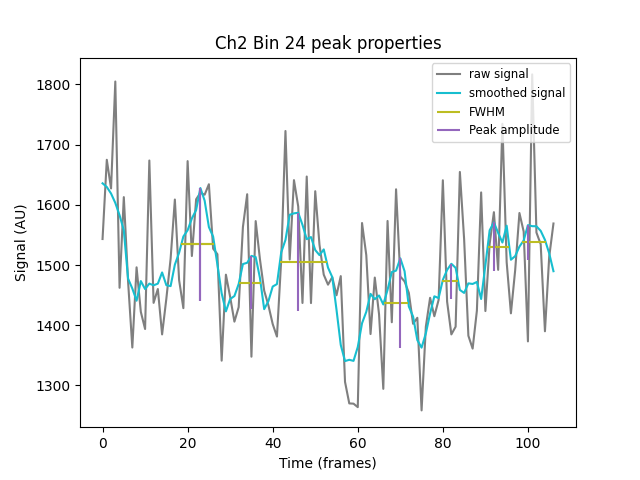 Ch2 Bin 24 peak properties
raw signal
smoothed signal
FWHM
Peak amplitude
Signal (AU)
1800
1700
1600
1500
1400
1300
0 20 40 60 80 100
Time (frames)